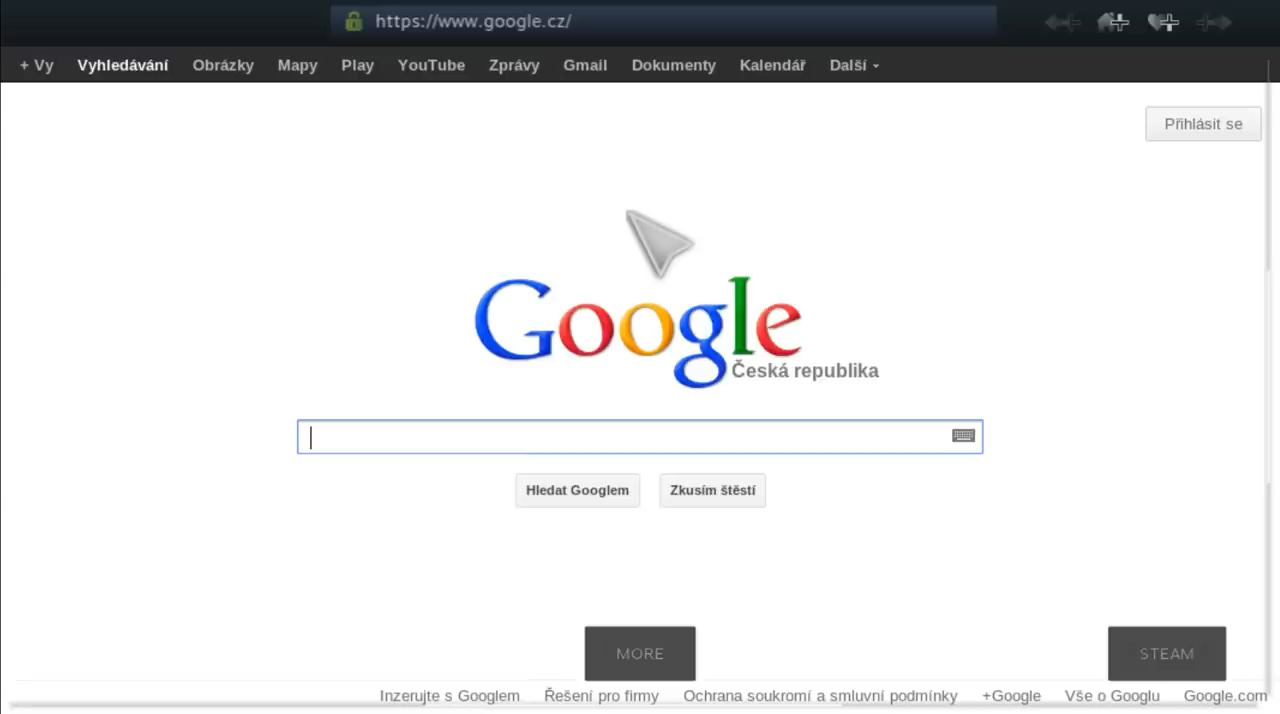 https://www.google.cz/
+ Vy Vyhledávání Obrázky Mapy Play YouTube Zprávy Gmail Dokumenty Kalendář Další
Přihlásit se
Google
Česká republika
Hledat Googlem Zkusím štěstí
MORE STEAM
Inzerujte s Googlem Řešení pro firmy Ochrana soukromí a smluvní podmínky +Google Vše o Googlu Google.com